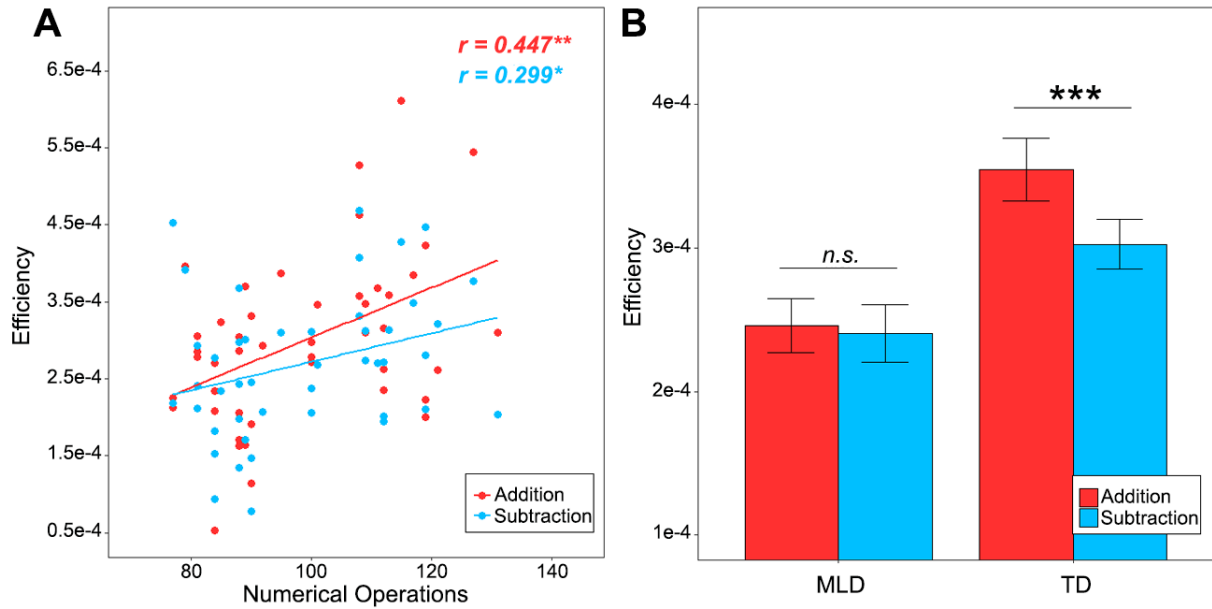 A
r = 0.447**
r = 0.299*
6.5e-4
5.5e-4
4.5e-4
3.5e-4
2.5e-4
1.5e-4
0.5e-4
Efficiency
Addition
Subtraction
80
100
120
140
Numerical Operations
B
***
n.s.
4e-4
3e-4
2e-4
1e-4
Efficiency
Addition
Subtraction
MLD
TD